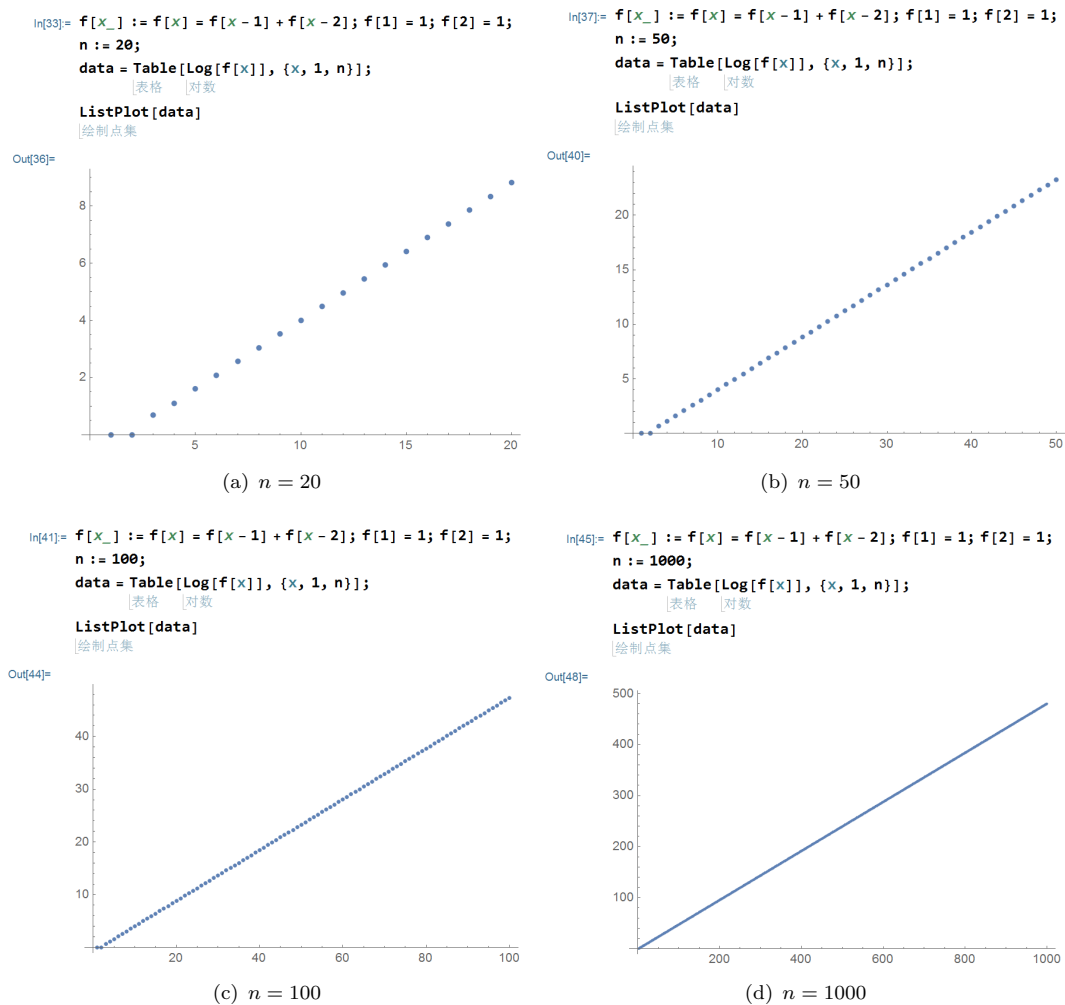 In[33]:= f[x_] := f[x] = f[x - 1] + f[x - 2]; f[1] = 1; f[2] = 1;
n := 20;
data = Table[Log[f[x]], {x, 1, n}];
表格 对数
ListPlot[data]
绘制点集
Out[36]=
8
6
4
2
5 10 15 20
(a) n = 20
In[37]:= f[x_] := f[x] = f[x - 1] + f[x - 2]; f[1] = 1; f[2] = 1;
n := 50;
data = Table[Log[f[x]], {x, 1, n}];
表格 对数
ListPlot[data]
绘制点集
Out[40]=
20
15
10
5
10 20 30 40 50
(b) n = 50
In[41]:= f[x_] := f[x] = f[x - 1] + f[x - 2]; f[1] = 1; f[2] = 1;
n := 100;
data = Table[Log[f[x]], {x, 1, n}];
表格 对数
ListPlot[data]
绘制点集
Out[44]=
40
30
20
10
20 40 60 80 100
(c) n = 100
In[45]:= f[x_] := f[x] = f[x - 1] + f[x - 2]; f[1] = 1; f[2] = 1;
n := 1000;
data = Table[Log[f[x]], {x, 1, n}];
表格 对数
ListPlot[data]
绘制点集
Out[48]=
500
400
300
200
100
200 400 600 800 1000
(d) n = 1000